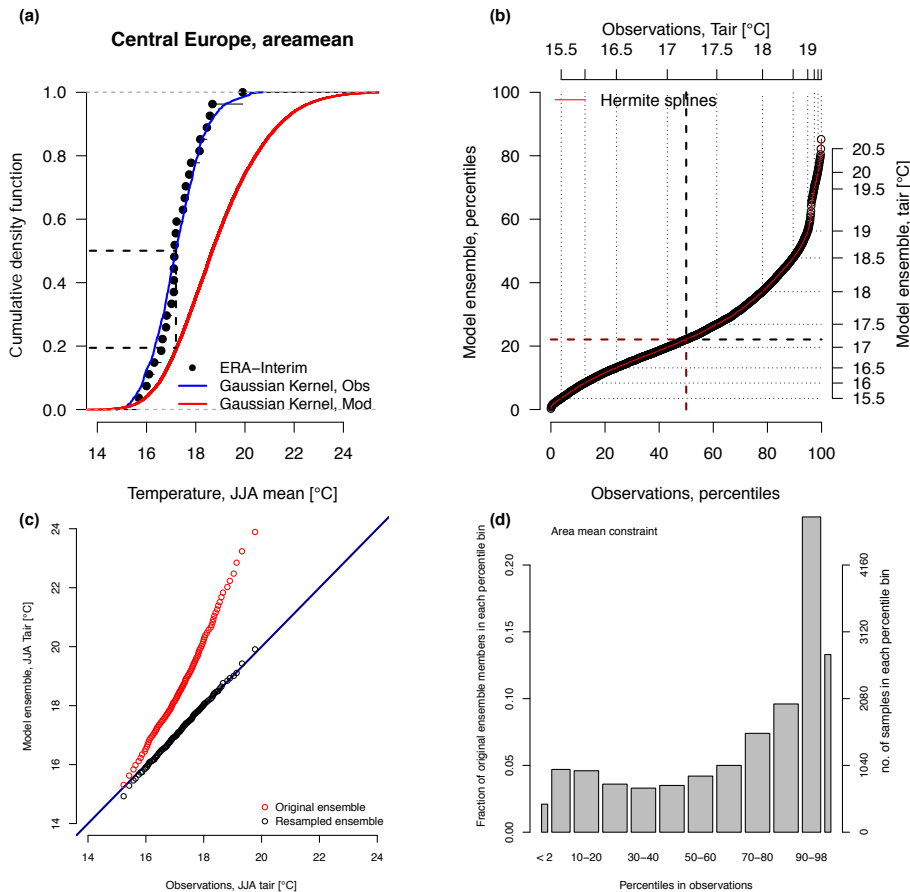 (a)
Central Europe, areamean
Cumulative density function
0.0
0.2
0.4
0.6
0.8
1.0
ERA−Interim
Gaussian Kernel, Obs
Gaussian Kernel, Mod
14 16 18 20 22 24
Temperature, JJA mean [°C]
(b)
Observations, Tair [°C]
15.5 16.5 17 17.5 18 19
Hermite splines
Model ensemble, percentiles
0
20
40
60
80
100
Model ensemble, tair [°C]
20.5
20
19.5
19
18.5
18
17.5
17
16.5
16
15.5
0 20 40 60 80 100
Observations, percentiles
(c)
Model ensemble, JJA Tair [°C]
14
16
18
20
22
24
Original ensemble
Resampled ensemble
14 16 18 20 22 24
Observations, JJA tair [°C]
(d)
Area mean constraint
Fraction of original ensemble members in each percentile bin
0.00
0.05
0.10
0.15
0.20
no. of samples in each percentile bin
0
1040
2080
3120
4160
< 2 10−20 30−40 50−60 70−80 90−98
Percentiles in observations